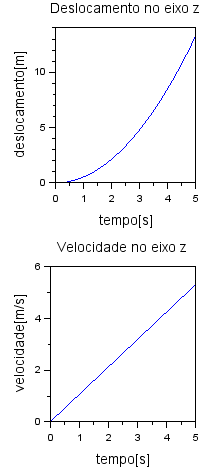 Deslocamento no eixo z
deslocamento[m]
10
5
0
0 1 2 3 4 5
tempo[s]
Velocidade no eixo z
velocidade[m/s]
6
4
2
0
0 1 2 3 4 5
tempo[s]